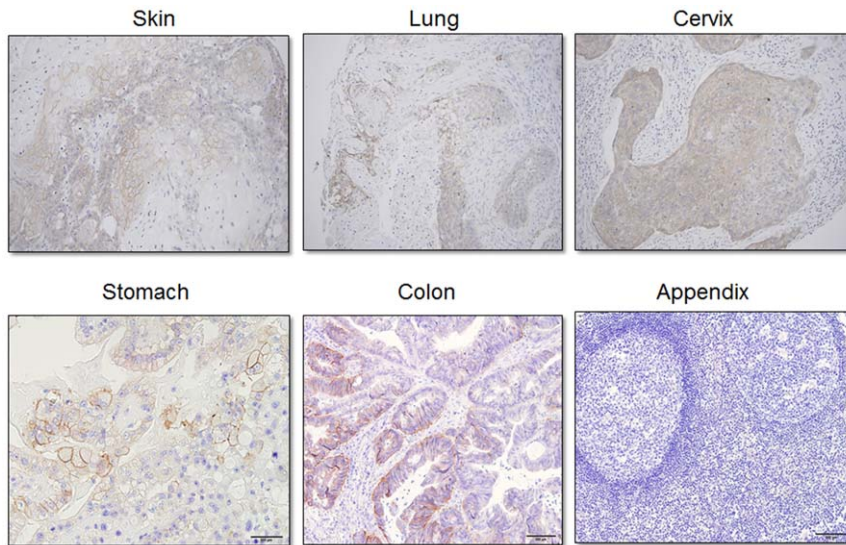 Skin
Lung
Cervix
Stomach
Colon
Appendix